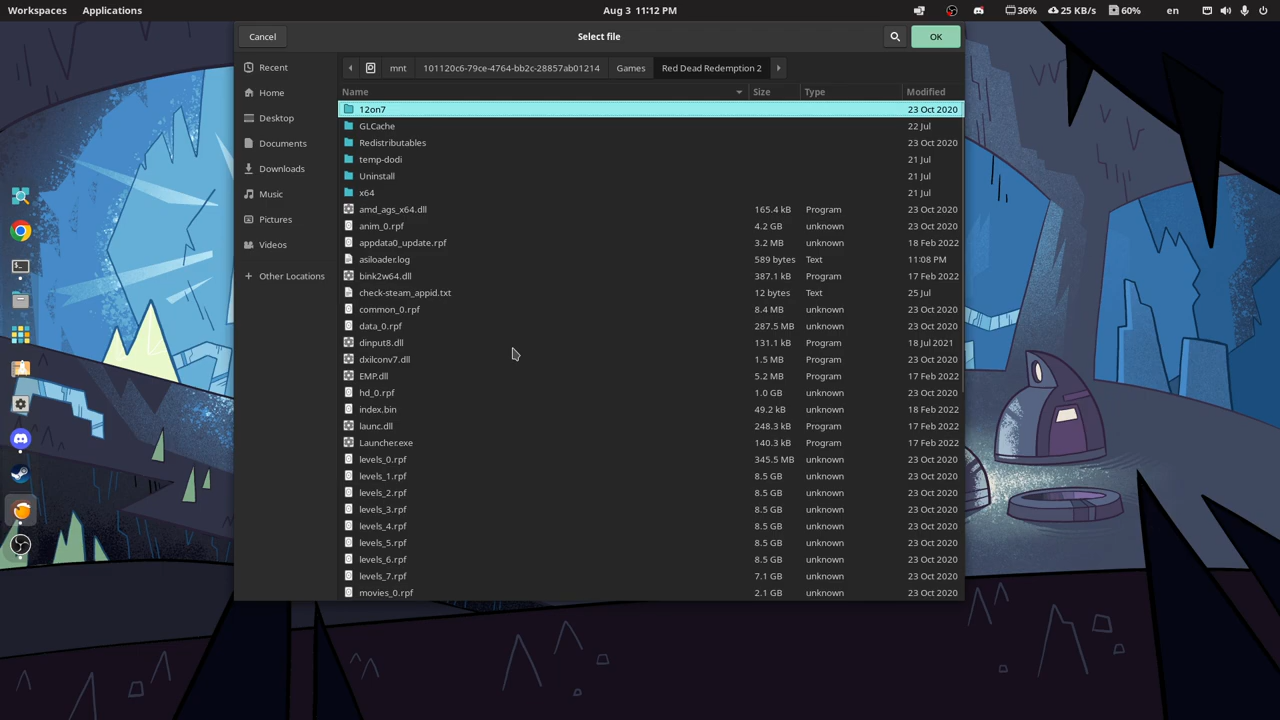 Workspaces Applications Aug 3 11:12 PM 36% 25 KB/s 60% en
Cancel Select file OK
mnt 101120c6-79ce-4764-bb2c-28857ab01214 Games Red Dead Redemption 2
Recent
Home
Desktop
Documents
Downloads
Music
Pictures
Videos
Other Locations
Name Size Type Modified
12on7 23 Oct 2020
GLCache 22 Jul
Redistributables 23 Oct 2020
temp-dodi 21 Jul
Uninstall 21 Jul
x64 21 Jul
amd_ags_x64.dll 165.4 kB Program 23 Oct 2020
anim_0.rpf 4.2 GB unknown 23 Oct 2020
appdata0_update.rpf 3.2 MB unknown 18 Feb 2022
asiloader.log 589 bytes Text 11:08 PM
bink2w64.dll 387.1 kB Program 17 Feb 2022
check-steam_appid.txt 12 bytes Text 25 Jul
common_0.rpf 8.4 MB unknown 23 Oct 2020
data_0.rpf 287.5 MB unknown 23 Oct 2020
dinput8.dll 131.1 kB Program 18 Jul 2021
dxilconv7.dll 1.5 MB Program 23 Oct 2020
EMP.dll 5.2 MB Program 17 Feb 2022
hd_0.rpf 1.0 GB unknown 23 Oct 2020
index.bin 49.2 kB unknown 18 Feb 2022
launc.dll 248.3 kB Program 17 Feb 2022
Launcher.exe 140.3 kB Program 17 Feb 2022
levels_0.rpf 345.5 MB unknown 23 Oct 2020
levels_1.rpf 8.5 GB unknown 23 Oct 2020
levels_2.rpf 8.5 GB unknown 23 Oct 2020
levels_3.rpf 8.5 GB unknown 23 Oct 2020
levels_4.rpf 8.5 GB unknown 23 Oct 2020
levels_5.rpf 8.5 GB unknown 23 Oct 2020
levels_6.rpf 8.5 GB unknown 23 Oct 2020
levels_7.rpf 7.1 GB unknown 23 Oct 2020
movies_0.rpf 2.1 GB unknown 23 Oct 2020